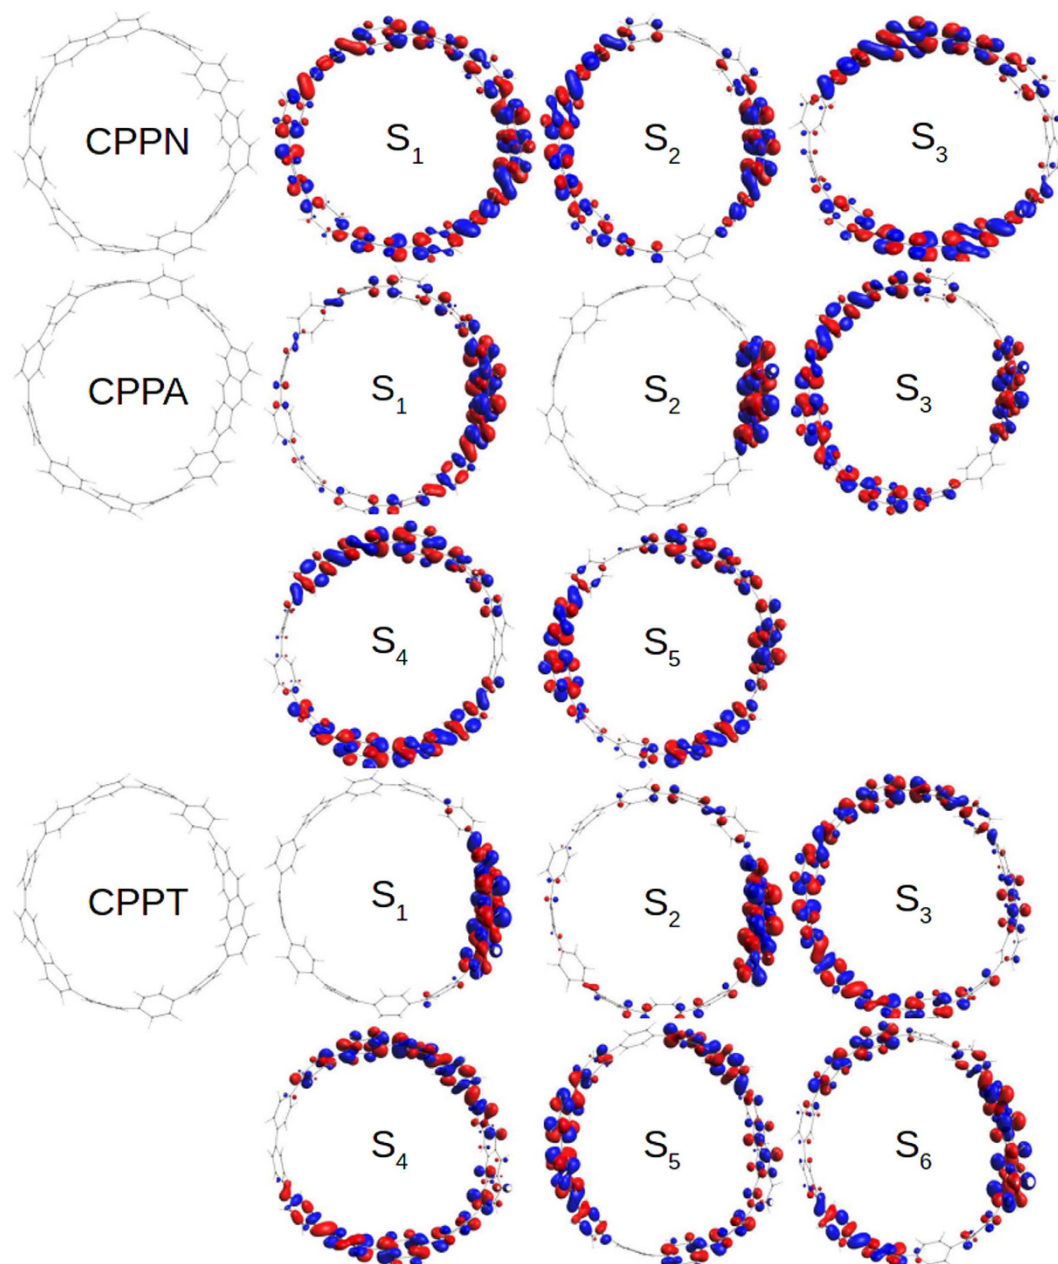 CPPN S₁ S₂ S₃
CPPA S₁ S₂ S₃
S₄ S₅
CPPT S₁ S₂ S₃
S₄ S₅ S₆